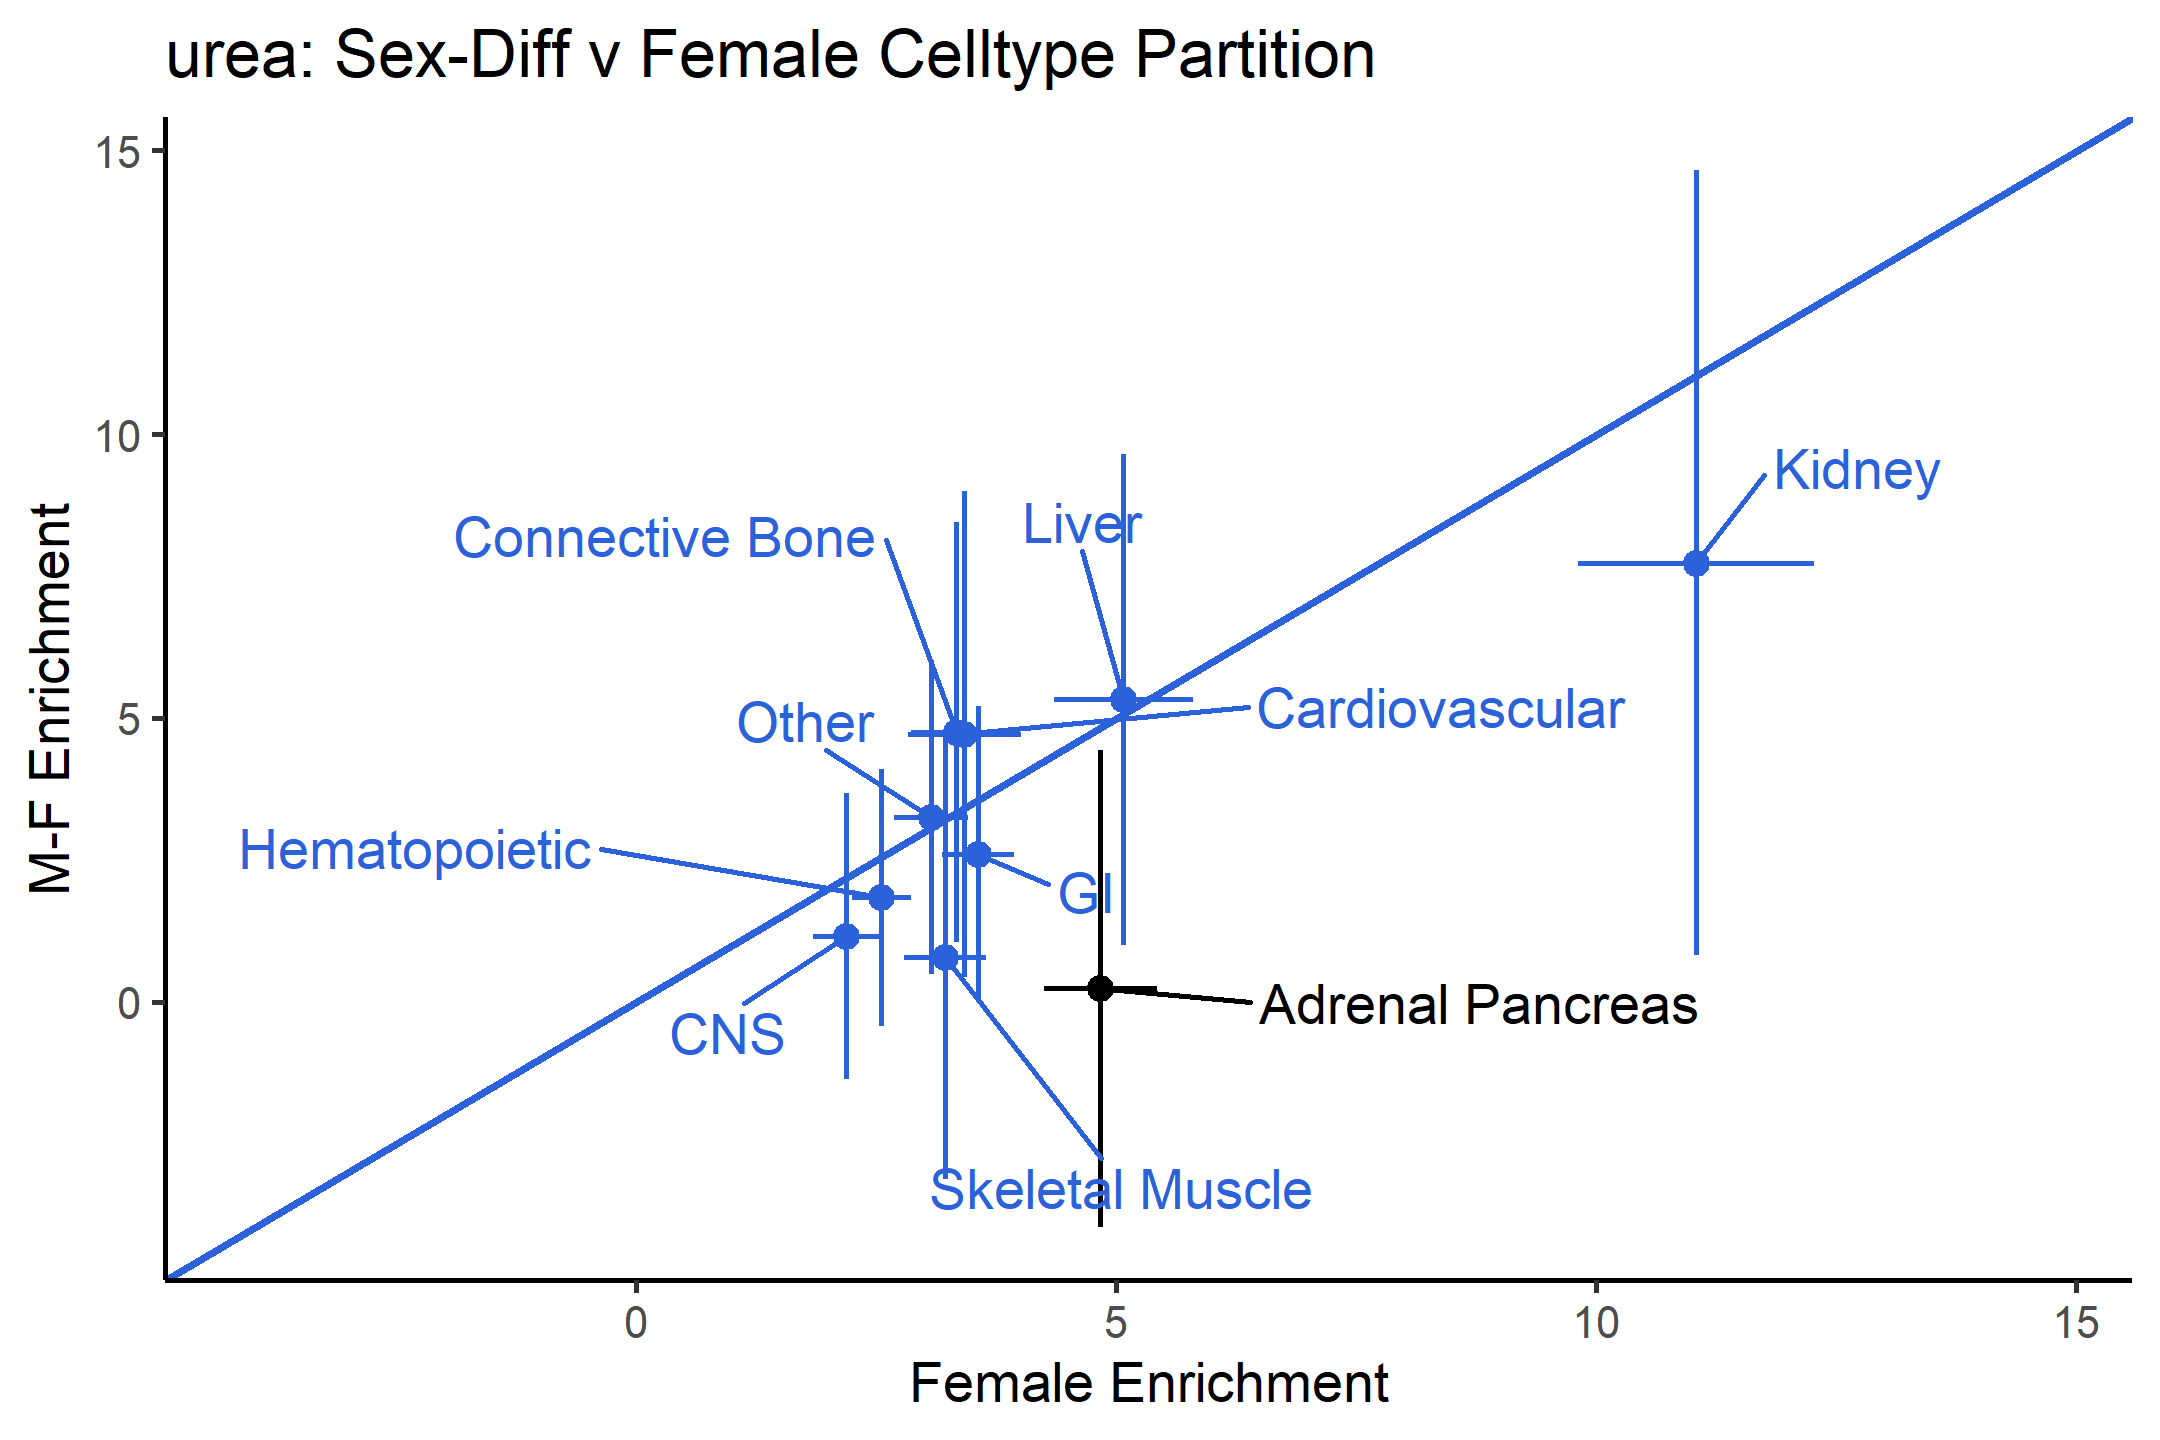 urea: Sex-Diff v Female Celltype Partition
15
10
5
0
M-F Enrichment
Kidney
Connective Bone
Liver
Cardiovascular
Other
Hematopoietic
GI
Adrenal Pancreas
CNS
Skeletal Muscle
0
5
10
15
Female Enrichment